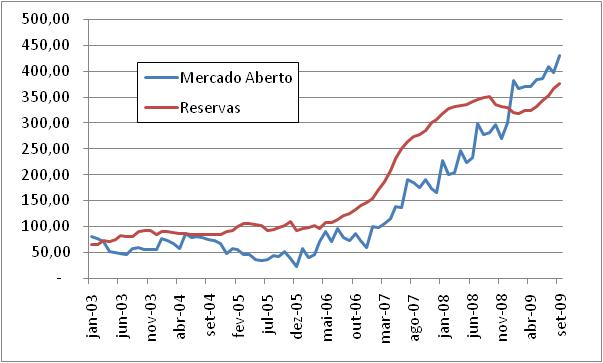 500,00
450,00
400,00
350,00
300,00
250,00
200,00
150,00
100,00
50,00
-
Mercado Aberto
Reservas
jan-03
jun-03
nov-03
abr-04
set-04
fev-05
jul-05
dez-05
mai-06
out-06
mar-07
ago-07
jan-08
jun-08
nov-08
abr-09
set-09